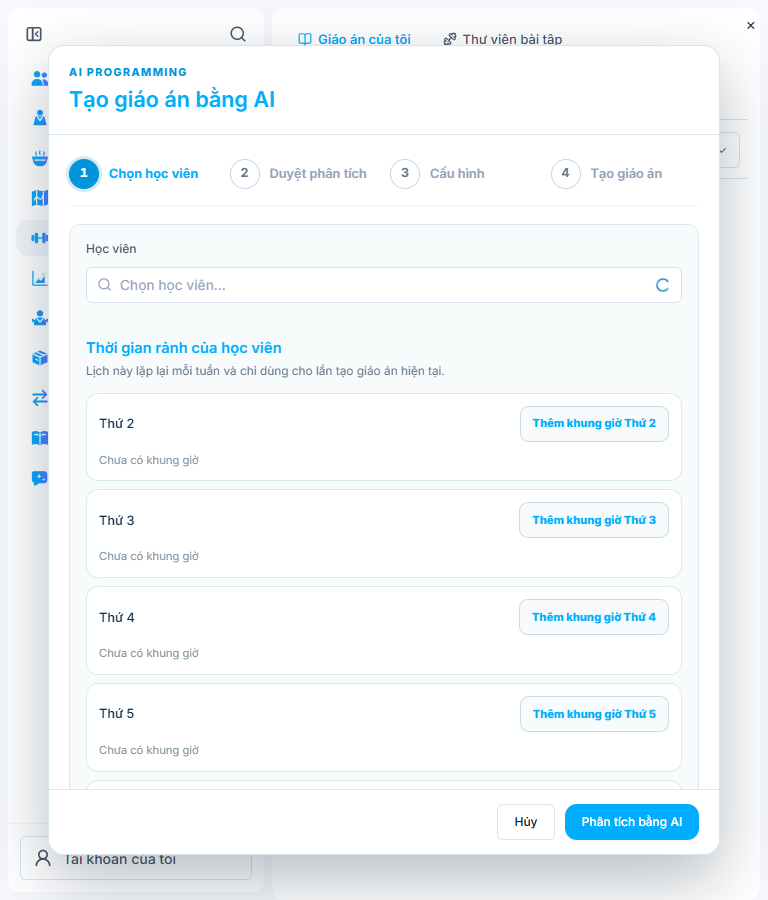 Giáo án của tôi
Thư viện bài tập
AI PROGRAMMING
Tạo giáo án bằng AI
1 Chọn học viên
2 Duyệt phân tích
3 Cấu hình
4 Tạo giáo án
Học viên
Chọn học viên...
Thời gian rảnh của học viên
Lịch này lặp lại mỗi tuần và chỉ dùng cho lần tạo giáo án hiện tại.
Thứ 2
Thêm khung giờ Thứ 2
Chưa có khung giờ
Thứ 3
Thêm khung giờ Thứ 3
Chưa có khung giờ
Thứ 4
Thêm khung giờ Thứ 4
Chưa có khung giờ
Thứ 5
Thêm khung giờ Thứ 5
Chưa có khung giờ
Hủy
Phân tích bằng AI
Tài khoản của tôi